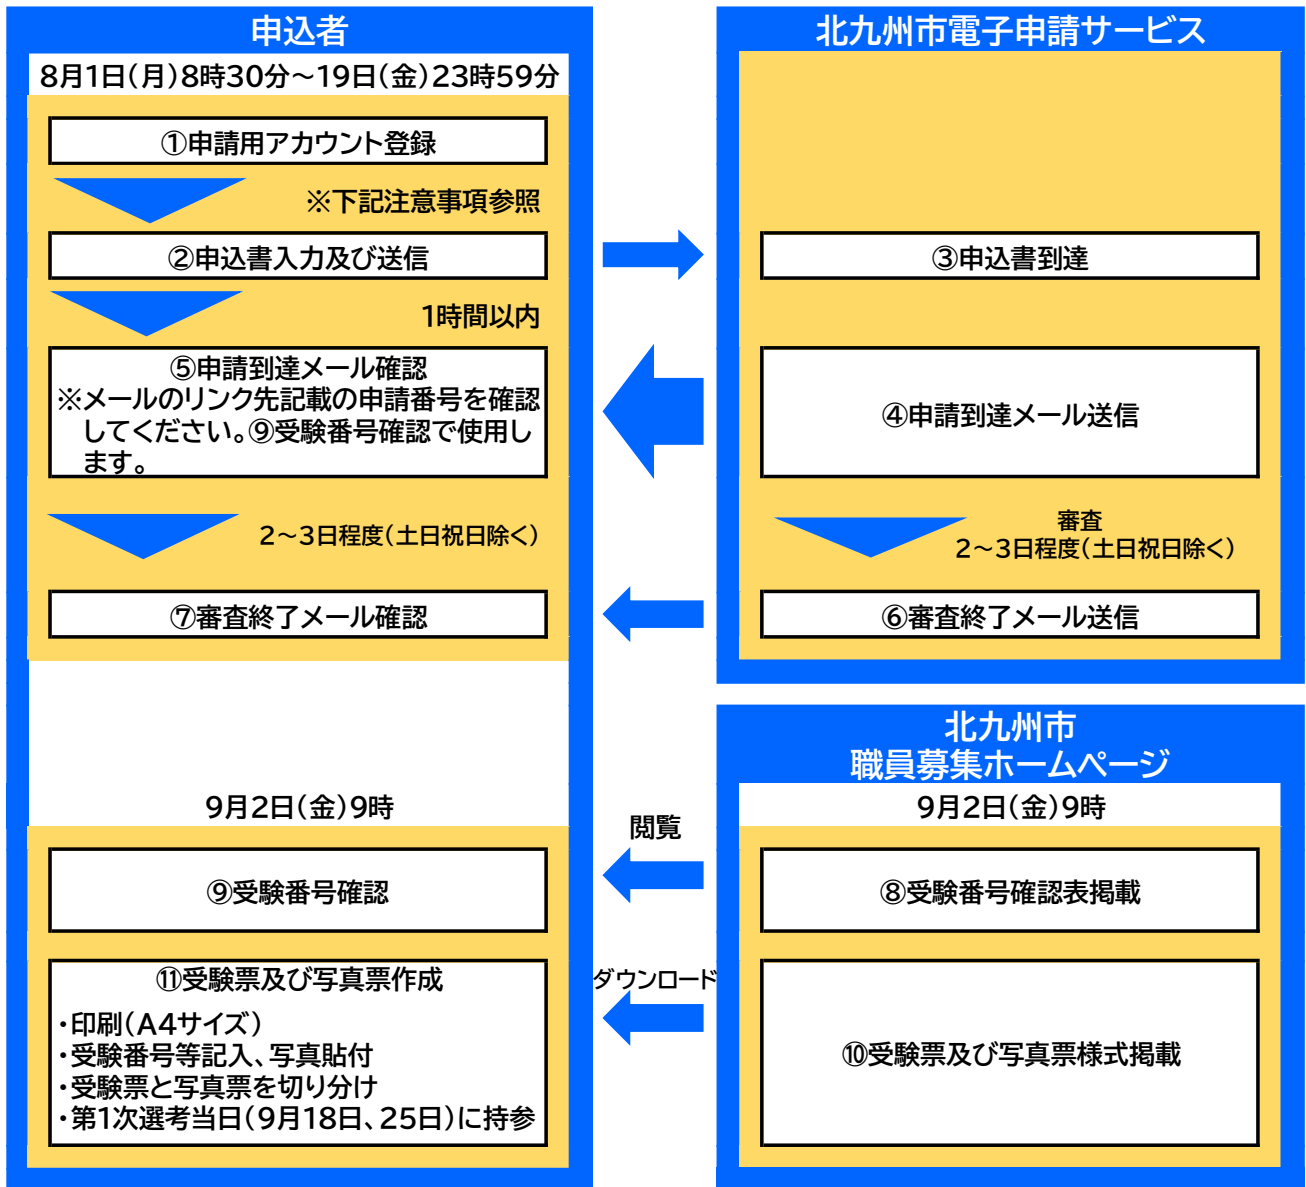 申込者
8月1日(月)8時30分～19日(金)23時59分
①申請用アカウント登録
※下記注意事項参照
②申込書入力及び送信
1時間以内
⑤申請到達メール確認
※メールのリンク先記載の申請番号を確認
してください。⑨受験番号確認で使用し
ます。
2～3日程度(土日祝日除く)
⑦審査終了メール確認
9月2日(金)9時
⑨受験番号確認
⑪受験票及び写真票作成
・印刷(A4サイズ)
・受験番号等記入、写真貼付
・受験票と写真票を切り分け
・第1次選考当日(9月18日、25日)に持参
閲覧
ダウンロード
北九州市電子申請サービス
③申込書到達
④申請到達メール送信
審査
2～3日程度(土日祝日除く)
⑥審査終了メール送信
北九州市
職員募集ホームページ
9月2日(金)9時
⑧受験番号確認表掲載
⑩受験票及び写真票様式掲載